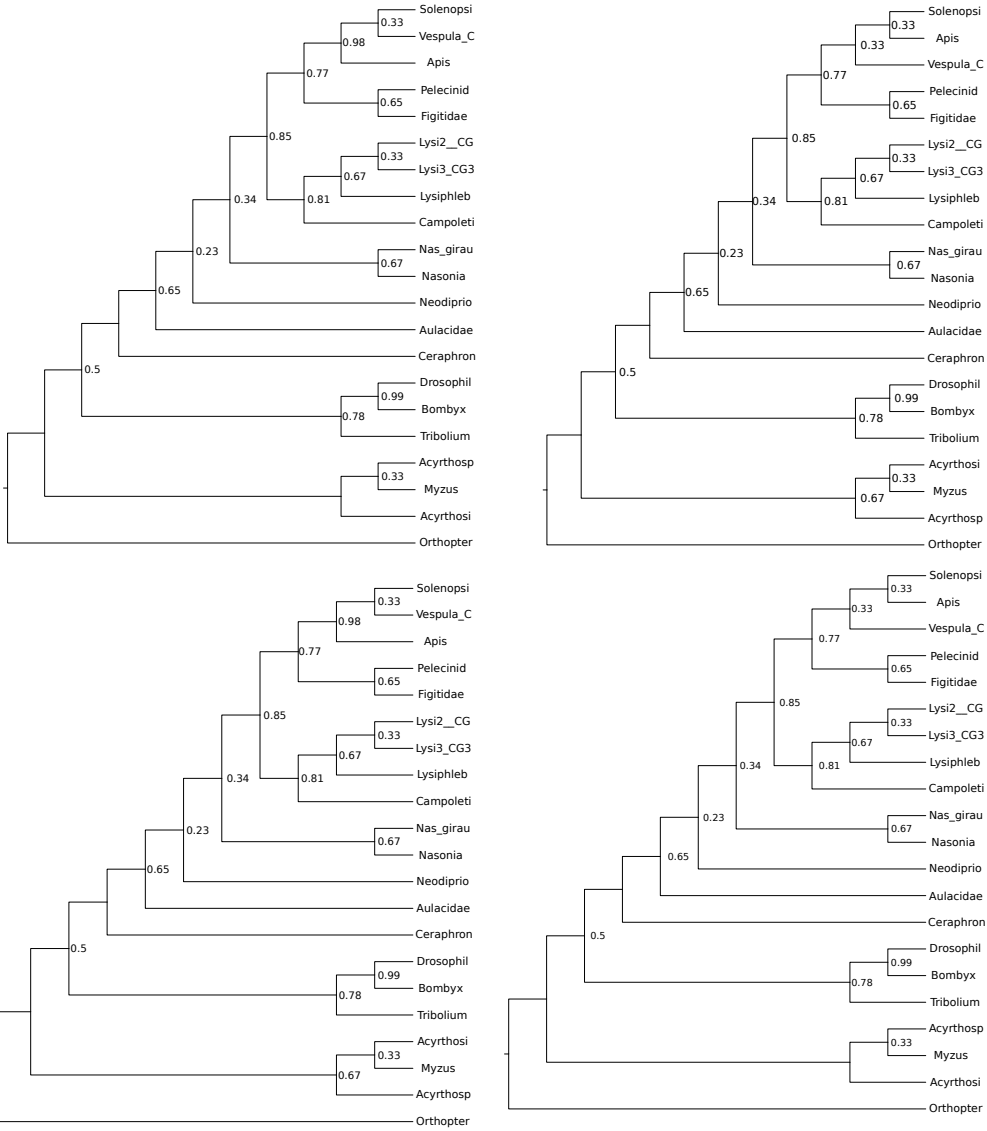 Solenopsi
0.33
Vespula_C
0.98
Apis
0.77
Pelecinid
0.65
Figitidae
0.85
Lysi2__CG
0.33
Lysi3_CG3
0.67
Lysiphleb
0.34
0.81
Campoleti
Nas_girau
0.23
0.67
Nasonia
0.65
Neodiprio
Aulacidae
Ceraphron
0.5
Drosophil
0.99
Bombyx
0.78
Tribolium
Acyrthosp
0.33
Myzus
Acyrthosi
Orthopter
Solenopsi
0.33
Apis
0.33
Vespula_C
0.77
Pelecinid
0.65
Figitidae
0.85
Lysi2__CG
0.33
Lysi3_CG3
0.67
Lysiphleb
0.34
0.81
Campoleti
Nas_girau
0.23
0.67
Nasonia
0.65
Neodiprio
Aulacidae
Ceraphron
0.5
Drosophil
0.99
Bombyx
0.78
Tribolium
Acyrthosi
0.33
Myzus
0.67
Acyrthosp
Orthopter
Solenopsi
0.33
Vespula_C
0.98
Apis
0.77
Pelecinid
0.65
Figitidae
0.85
Lysi2__CG
0.33
Lysi3_CG3
0.67
Lysiphleb
0.34
0.81
Campoleti
Nas_girau
0.23
0.67
Nasonia
0.65
Neodiprio
Aulacidae
Ceraphron
0.5
Drosophil
0.99
Bombyx
0.78
Tribolium
Acyrthosi
0.33
Myzus
0.67
Acyrthosp
Orthopter
Solenopsi
0.33
Apis
0.33
Vespula_C
0.77
Pelecinid
0.65
Figitidae
0.85
Lysi2__CG
0.33
Lysi3_CG3
0.67
Lysiphleb
0.34
0.81
Campoleti
Nas_girau
0.23
0.67
Nasonia
0.65
Neodiprio
Aulacidae
Ceraphron
0.5
Drosophil
0.99
Bombyx
0.78
Tribolium
Acyrthosp
0.33
Myzus
Acyrthosi
Orthopter